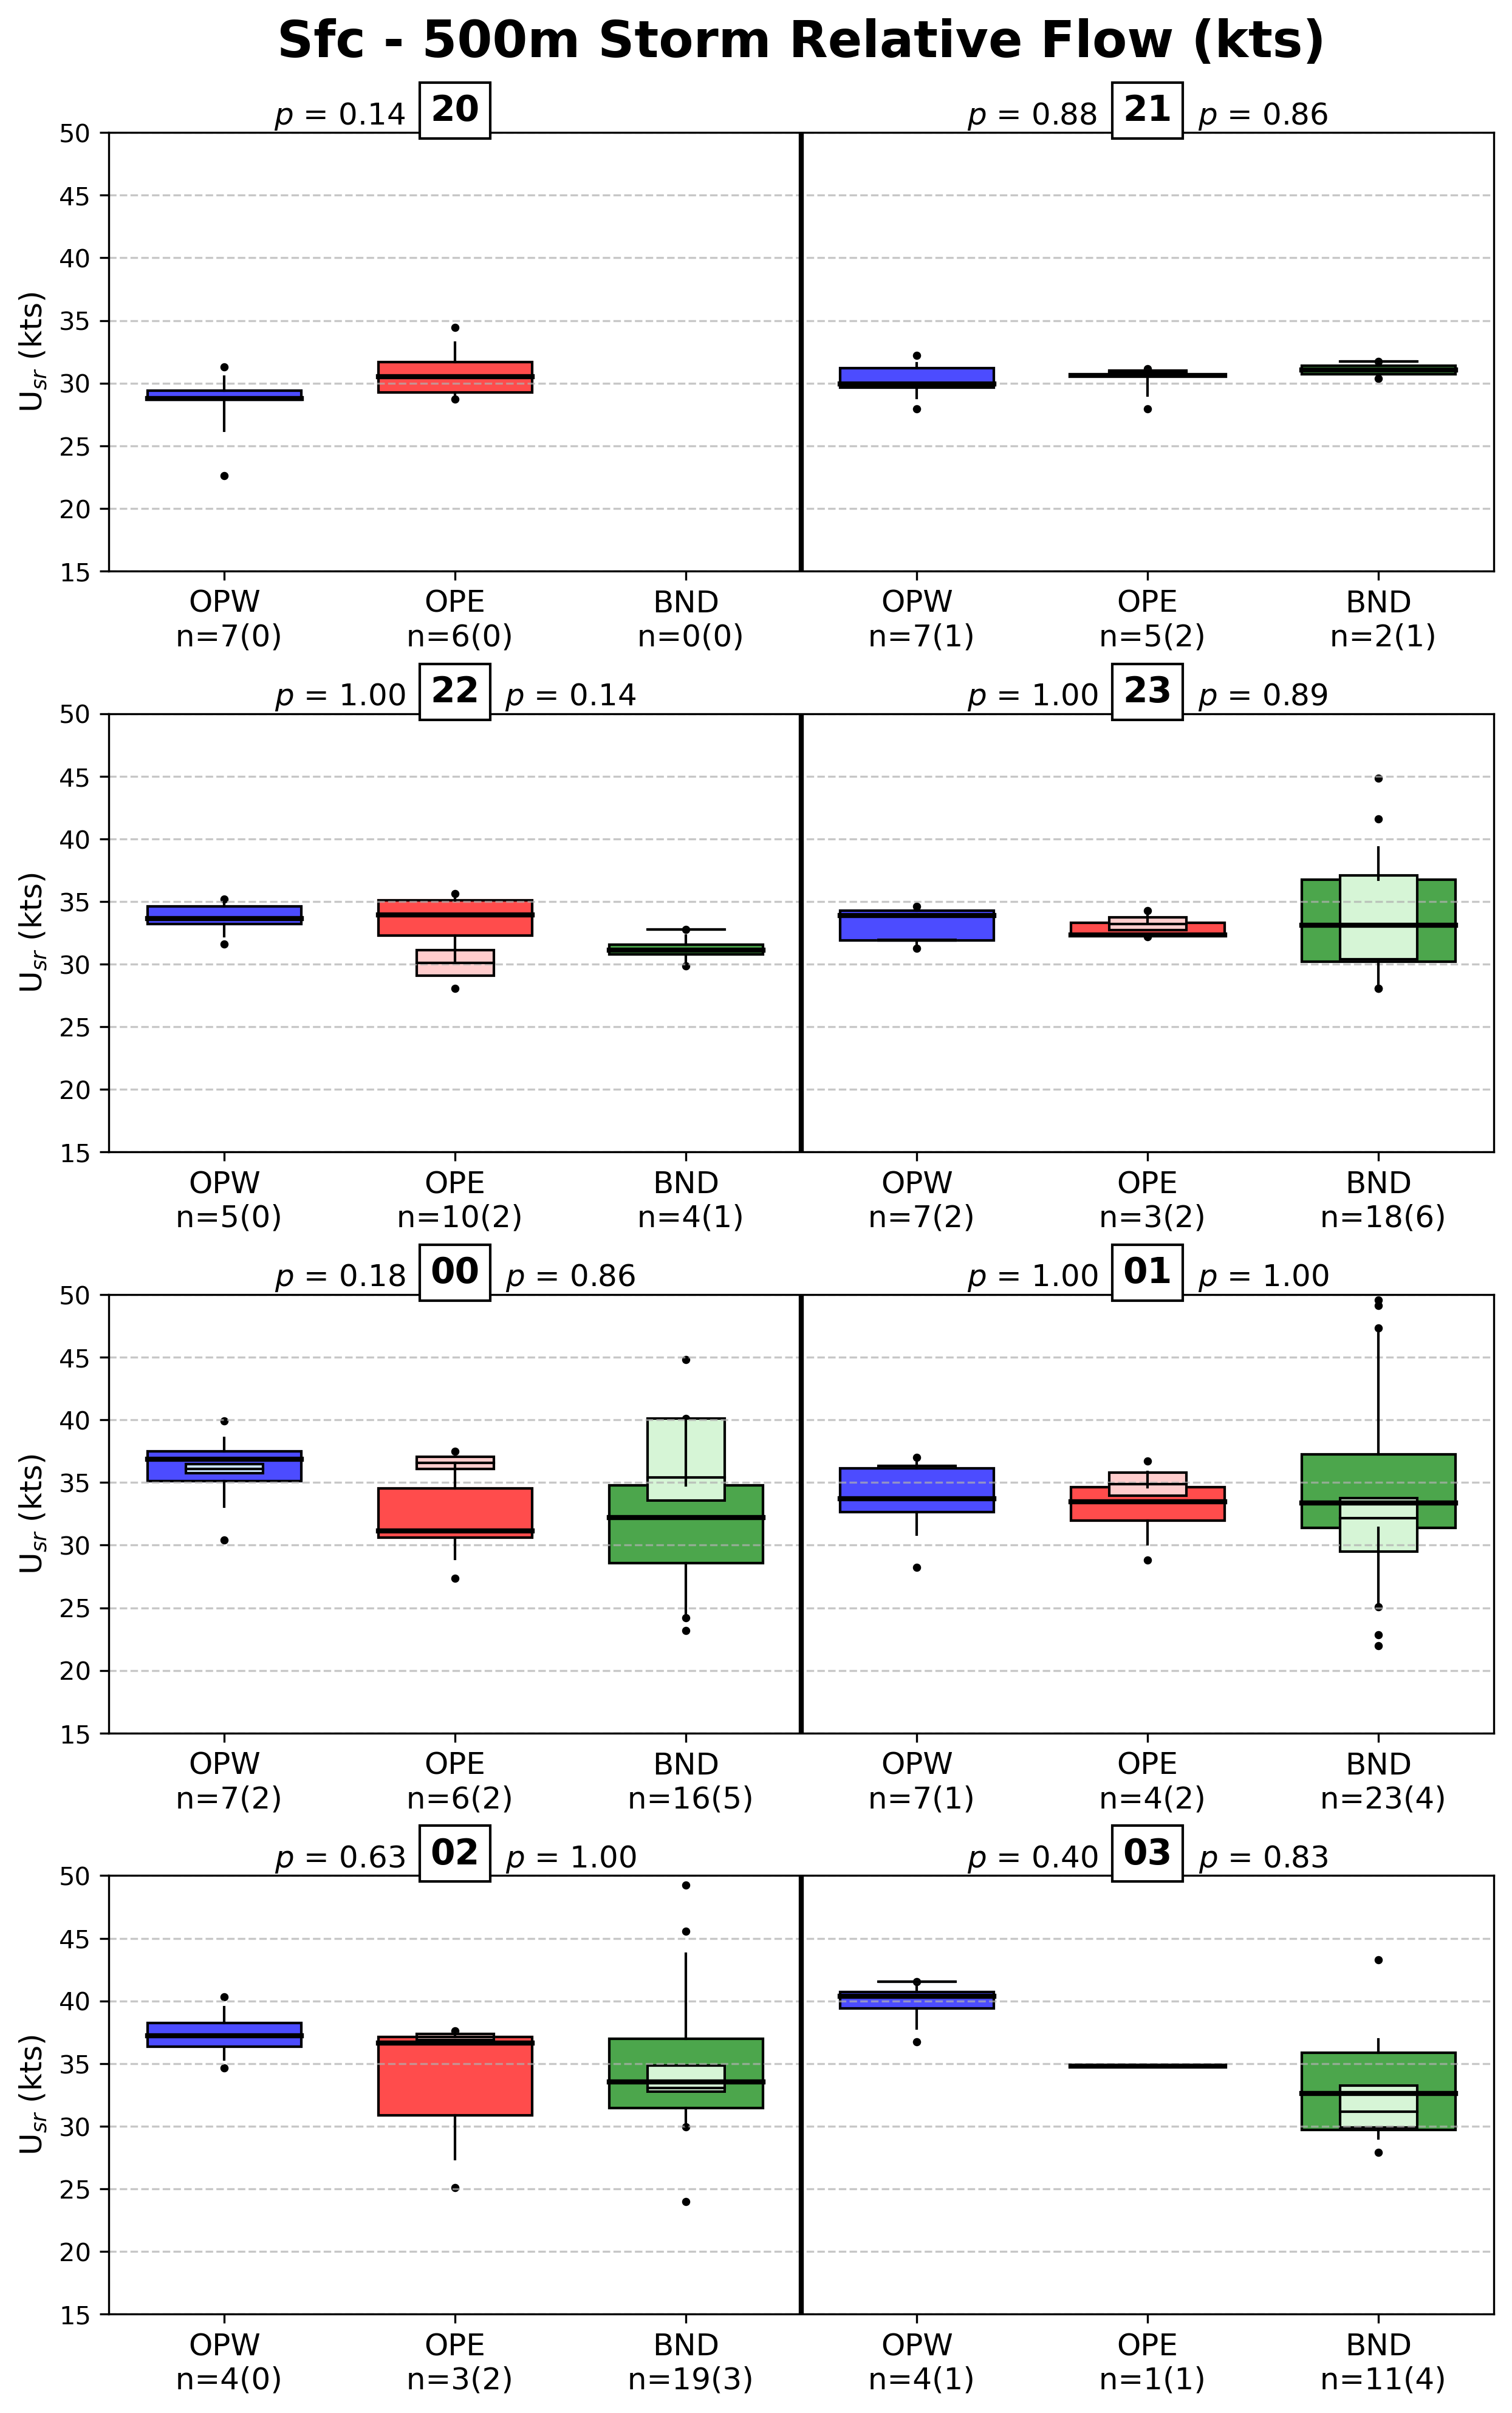 Sfc - 500m Storm Relative Flow (kts)
p = 0.14 20
p = 0.88 21 p = 0.86
50
45
40
35
30
25
20
15
U_sr (kts)
OPW OPE BND OPW OPE BND
n=7(0) n=6(0) n=0(0) n=7(1) n=5(2) n=2(1)
p = 1.00 22 p = 0.14
p = 1.00 23 p = 0.89
50
45
40
35
30
25
20
15
U_sr (kts)
OPW OPE BND OPW OPE BND
n=5(0) n=10(2) n=4(1) n=7(2) n=3(2) n=18(6)
p = 0.18 00 p = 0.86
p = 1.00 01 p = 1.00
50
45
40
35
30
25
20
15
U_sr (kts)
OPW OPE BND OPW OPE BND
n=7(2) n=6(2) n=16(5) n=7(1) n=4(2) n=23(4)
p = 0.63 02 p = 1.00
p = 0.40 03 p = 0.83
50
45
40
35
30
25
20
15
U_sr (kts)
OPW OPE BND OPW OPE BND
n=4(0) n=3(2) n=19(3) n=4(1) n=1(1) n=11(4)